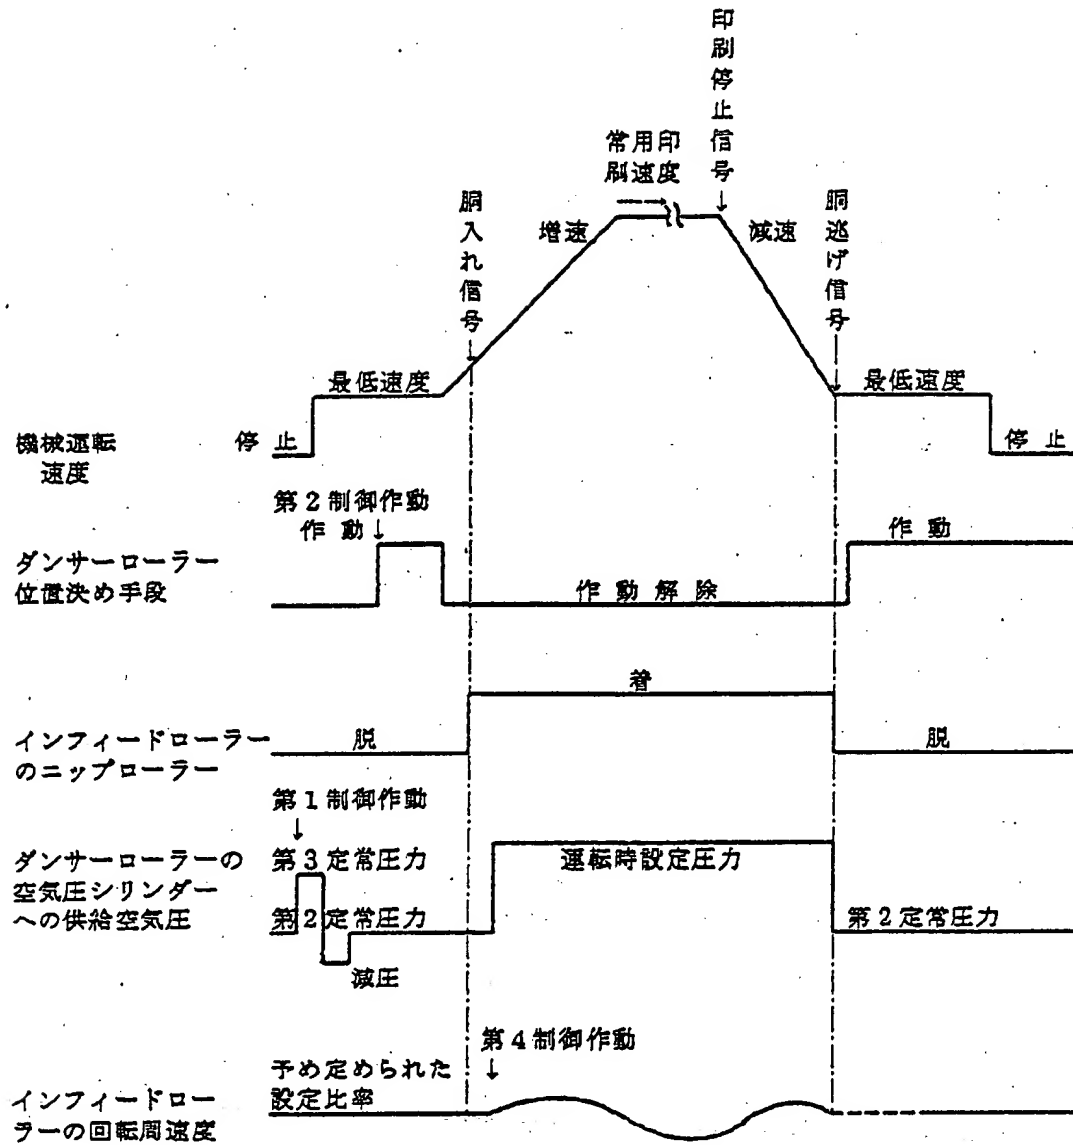 印刷停止信号
常用印
刷速度
胴入れ信号
増速
減速
胴逃げ信号
最低速度
最低速度
機械運転
速度
停止
停止
第2制御作動
作動
作動
ダンサーローラー
位置決め手段
作動解除
着
インフィードローラー
のニップローラー
脱
脱
第1制御作動
ダンサーローラーの
空気圧シリンダー
への供給空気圧
第3定常圧力
運転時設定圧力
第2定常圧力
第2定常圧力
減圧
第4制御作動
予め定められた
設定比率
インフィードロー
ラーの回転周速度